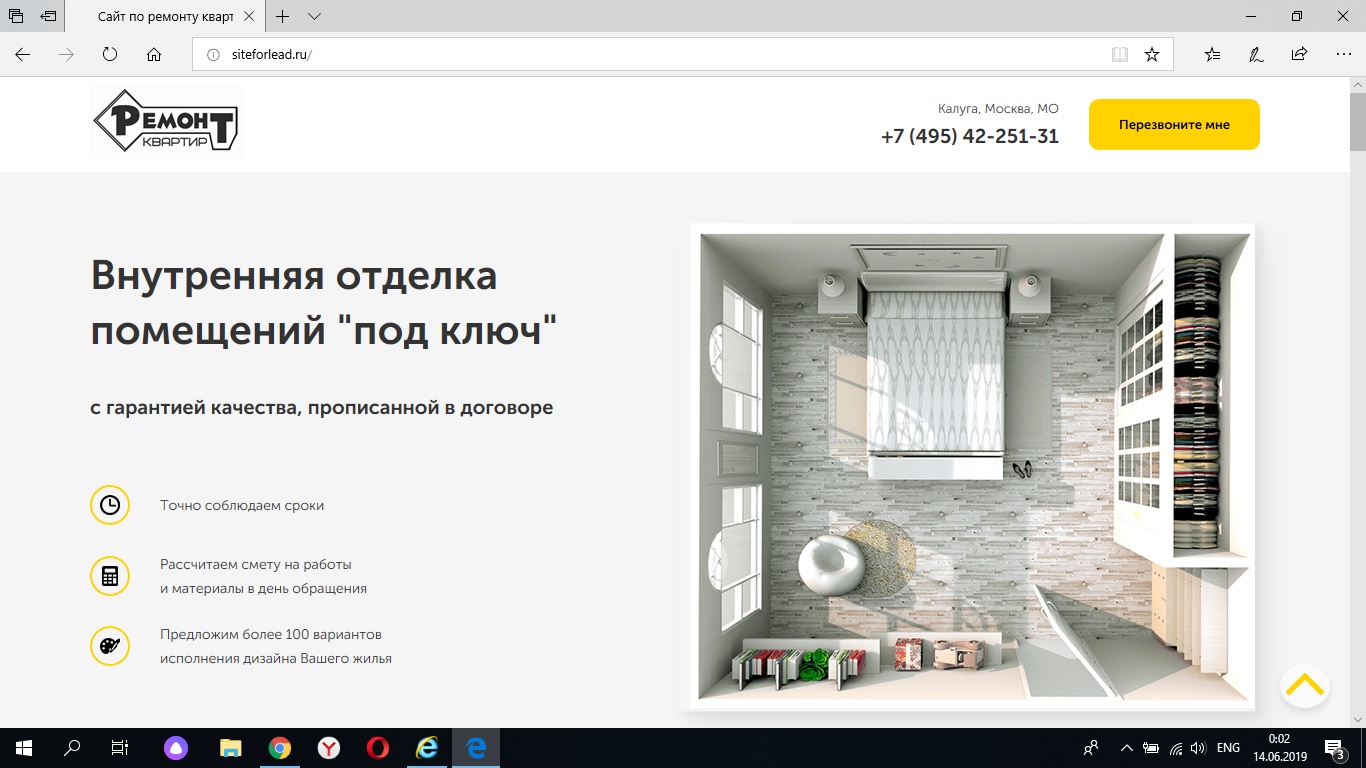 Сайт по ремонту кварт
siteforlead.ru/
РЕМОНТ
КВАРТИР
Калуга, Москва, МО
+7 (495) 42-251-31
Перезвоните мне
Внутренняя отделка
помещений "под ключ"
с гарантией качества, прописанной в договоре
Точно соблюдаем сроки
Рассчитаем смету на работы
и материалы в день обращения
Предложим более 100 вариантов
исполнения дизайна Вашего жилья
ENG
0:02
14.06.2019
3